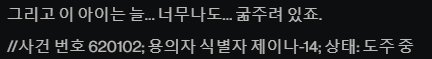 그리고 이 아이는 늘... 너무나도... 굶주려 있죠.
//사건 번호 620102; 용의자 식별자 제이나-14; 상태: 도주 중